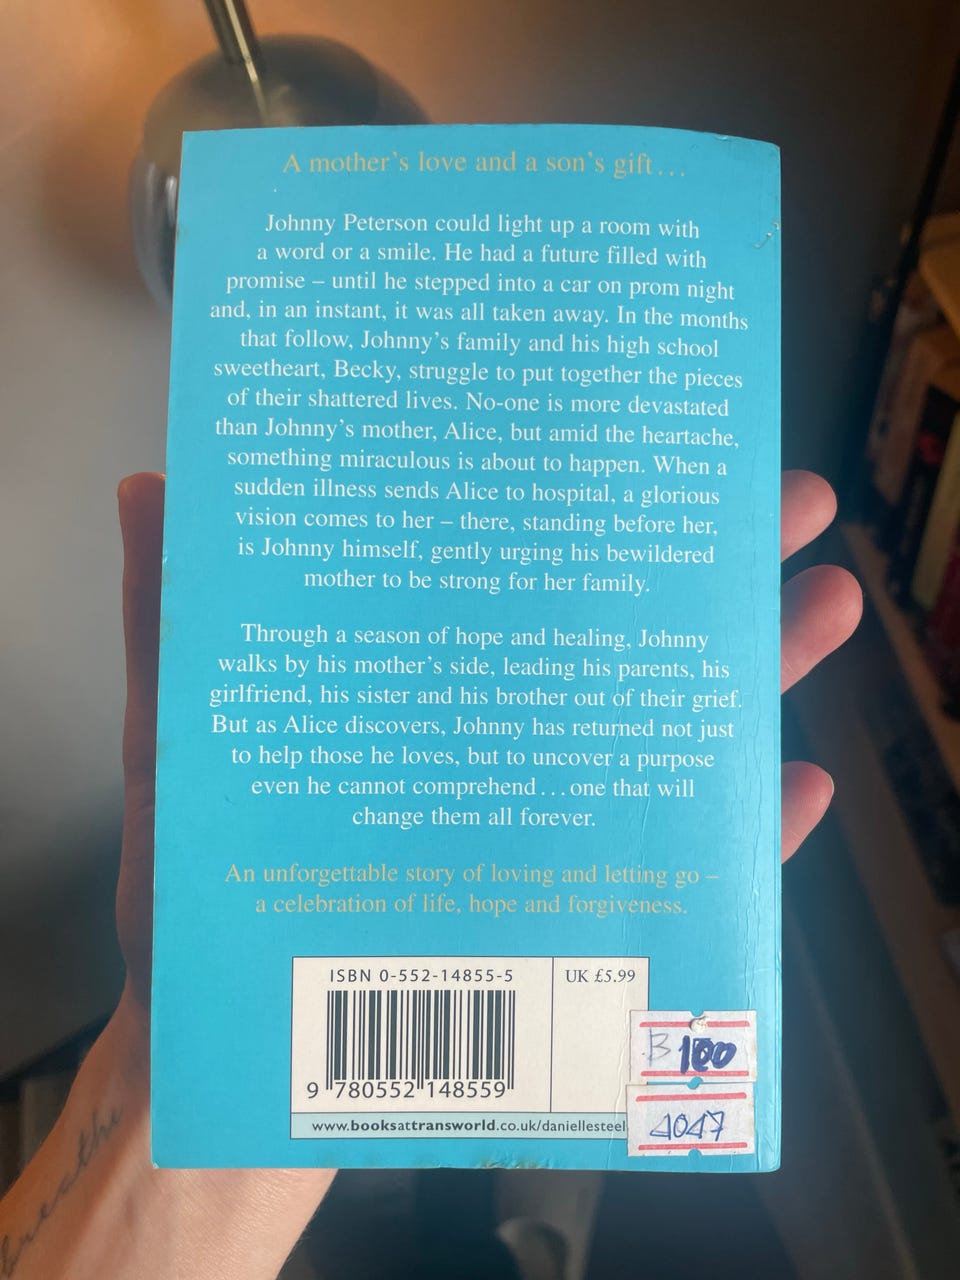 A mother's love and a son's gift...
Johnny Peterson could light up a room with
a word or a smile. He had a future filled with
promise – until he stepped into a car on prom night
and, in an instant, it was all taken away. In the months
that follow, Johnny's family and his high school
sweetheart, Becky, struggle to put together the pieces
of their shattered lives. No-one is more devastated
than Johnny's mother, Alice, but amid the heartache,
something miraculous is about to happen. When a
sudden illness sends Alice to hospital, a glorious
vision comes to her – there, standing before her,
is Johnny himself, gently urging his bewildered
mother to be strong for her family.
Through a season of hope and healing, Johnny
walks by his mother's side, leading his parents, his
girlfriend, his sister and his brother out of their grief.
But as Alice discovers, Johnny has returned not just
to help those he loves, but to uncover a purpose
even he cannot comprehend...one that will
change them all forever.
An unforgettable story of loving and letting go –
a celebration of life, hope and forgiveness.
ISBN 0-552-14855-5
UK £5.99
9 780552 148559
www.booksattransworld.co.uk/daniellesteel
B 100
4047
breathe